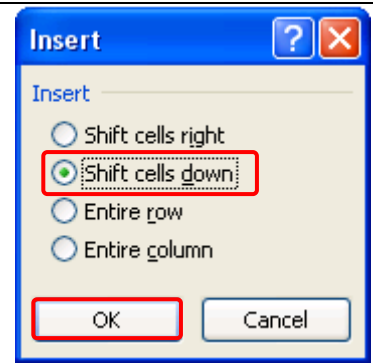 Insert
Insert
Shift cells right
Shift cells down
Entire row
Entire column
OK Cancel